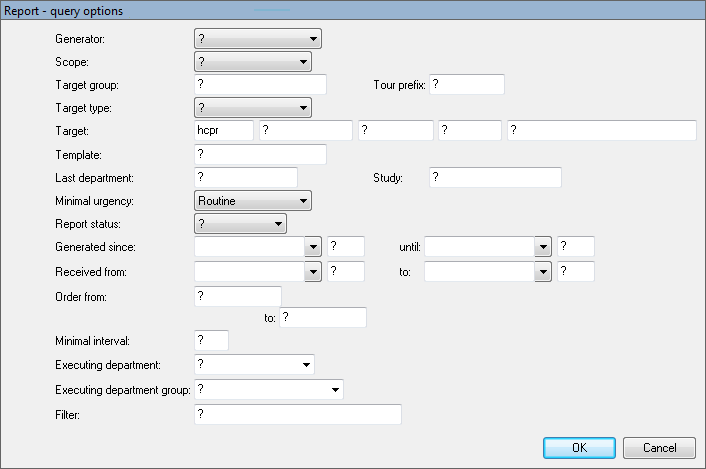 Report - query options
Generator: ?
Scope: ?
Target group: ? Tour prefix: ?
Target type: ?
Target: hcpr ? ? ? ?
Template: ?
Last department: ? Study: ?
Minimal urgency: Routine
Report status: ?
Generated since: ? until: ?
Received from: ? to: ?
Order from: ?
to: ?
Minimal interval: ?
Executing department: ?
Executing department group: ?
Filter: ?
OK Cancel